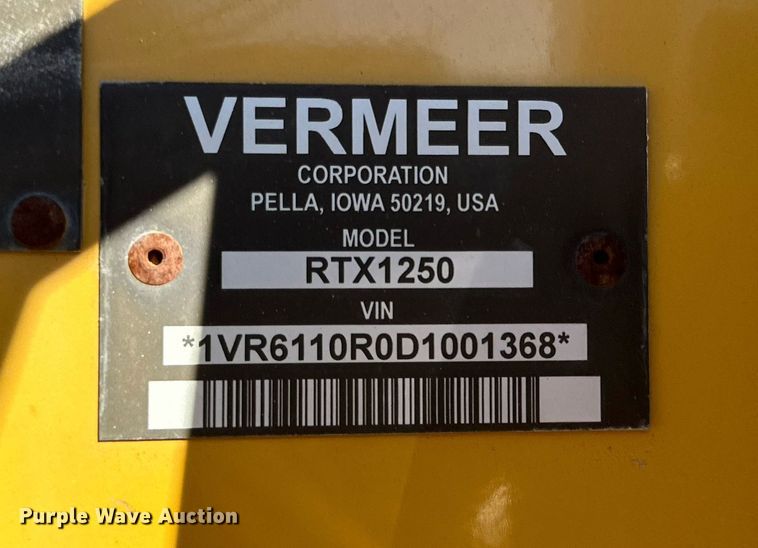 VERMEER
CORPORATION
PELLA, IOWA 50219, USA
MODEL
RTX1250
VIN
*1VR6110R0D1001368*
Purple Wave Auction